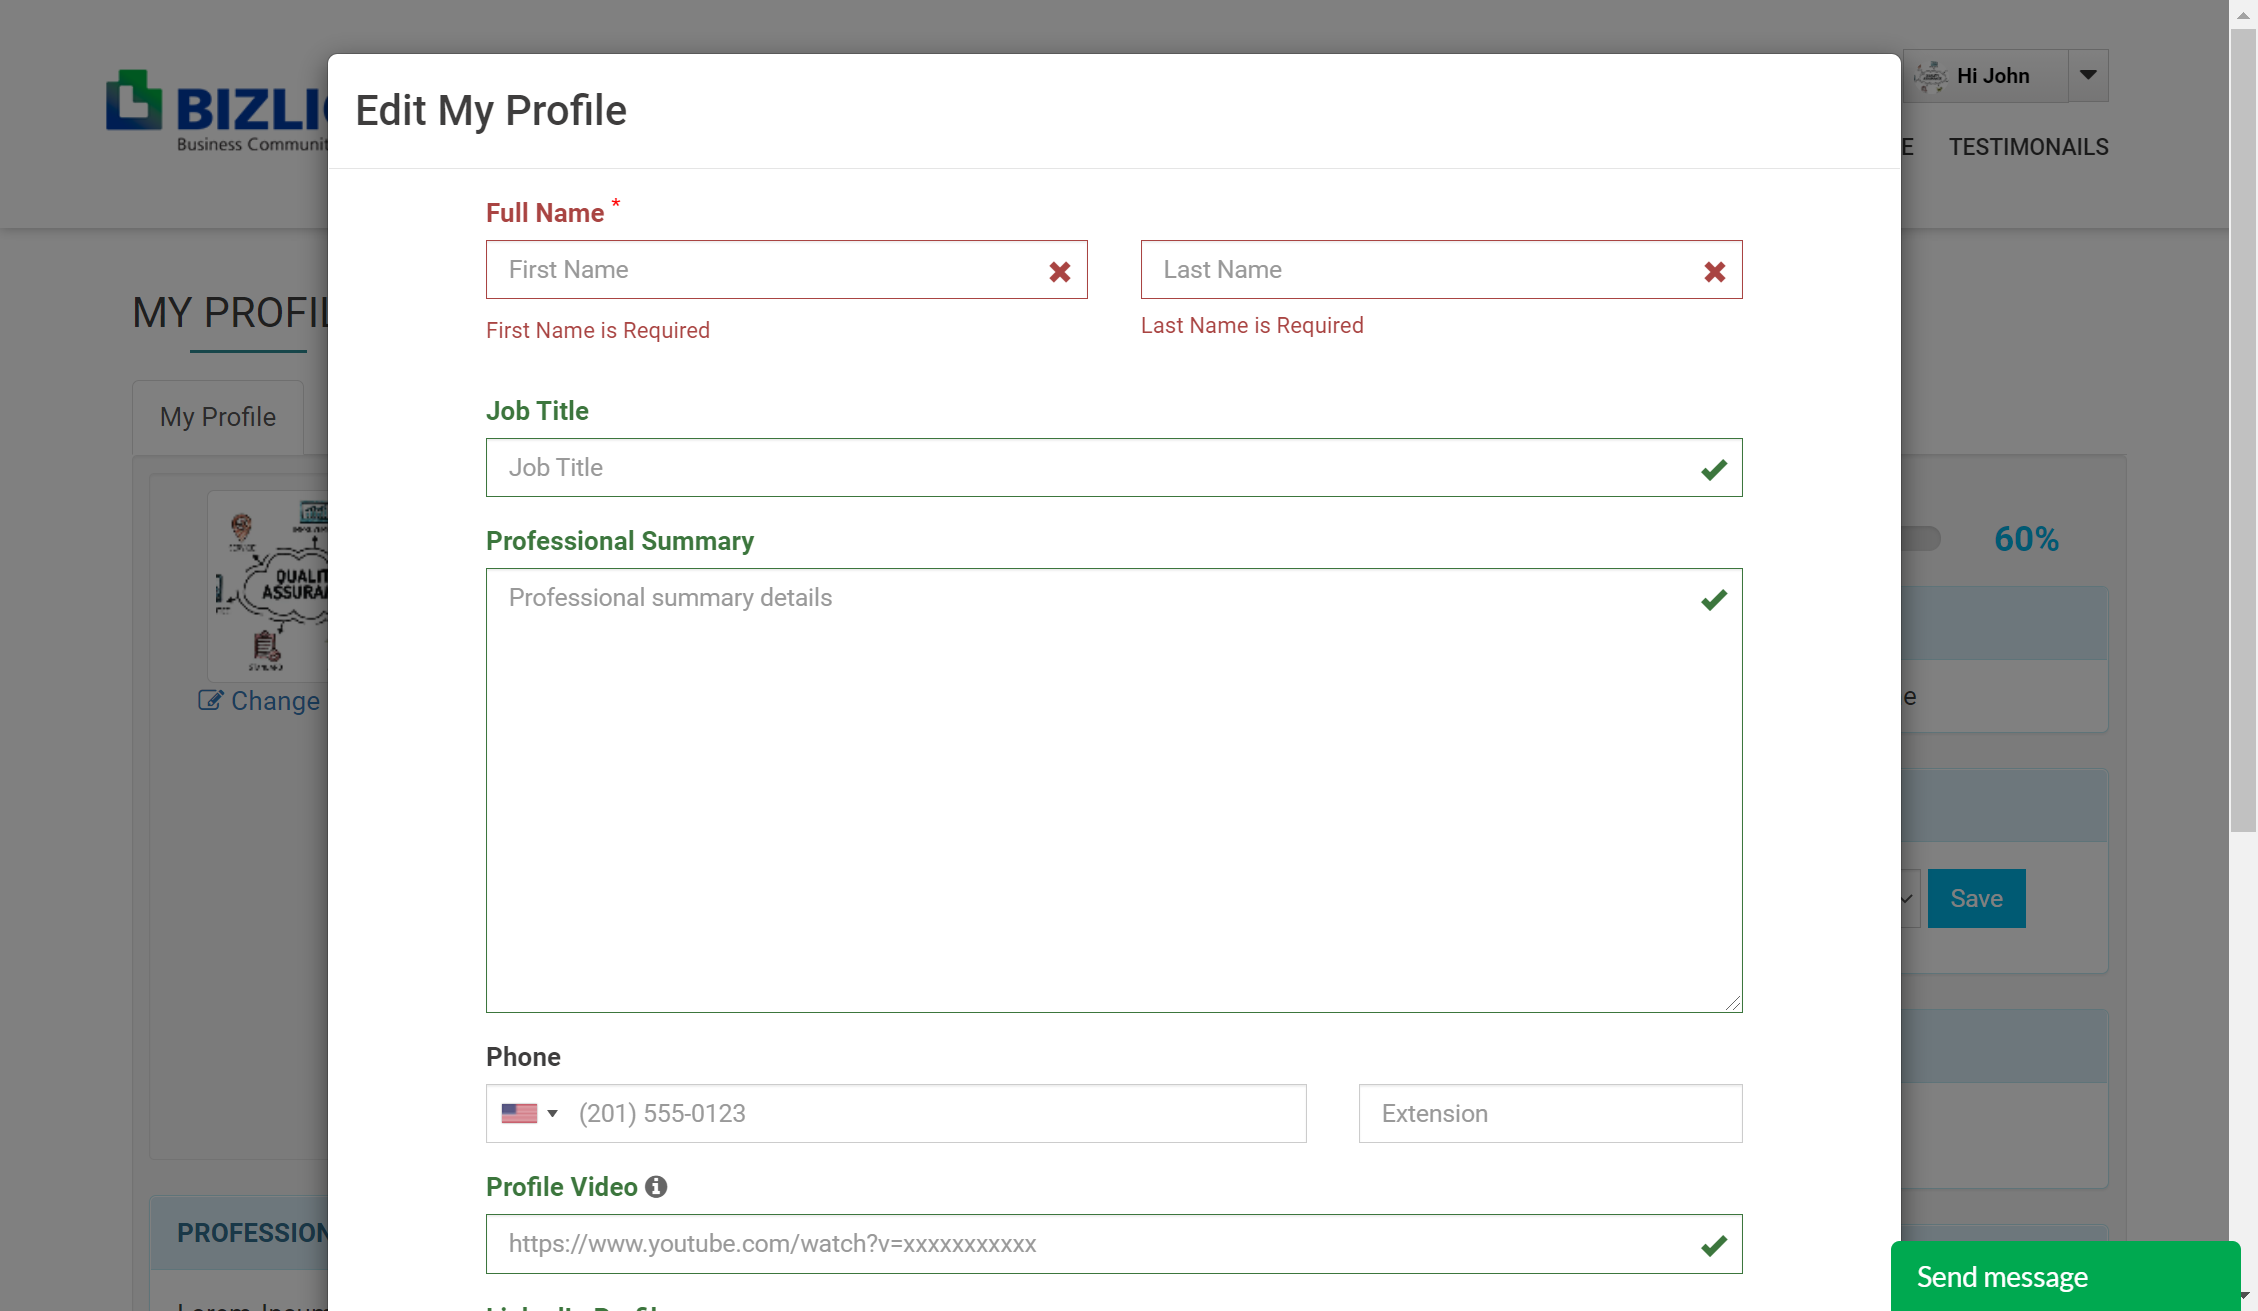 BIZLI
Business Communit
Hi John
E TESTIMONAILS
Edit My Profile
MY PROFIL
My Profile
Full Name *
First Name
Last Name
First Name is Required
Last Name is Required
Job Title
Job Title
Professional Summary
Professional summary details
QUALIT
ASSURA
Change
60%
e
Save
Phone
(201) 555-0123
Extension
Profile Video
https://www.youtube.com/watch?v=xxxxxxxxxxx
PROFESSION
Send message